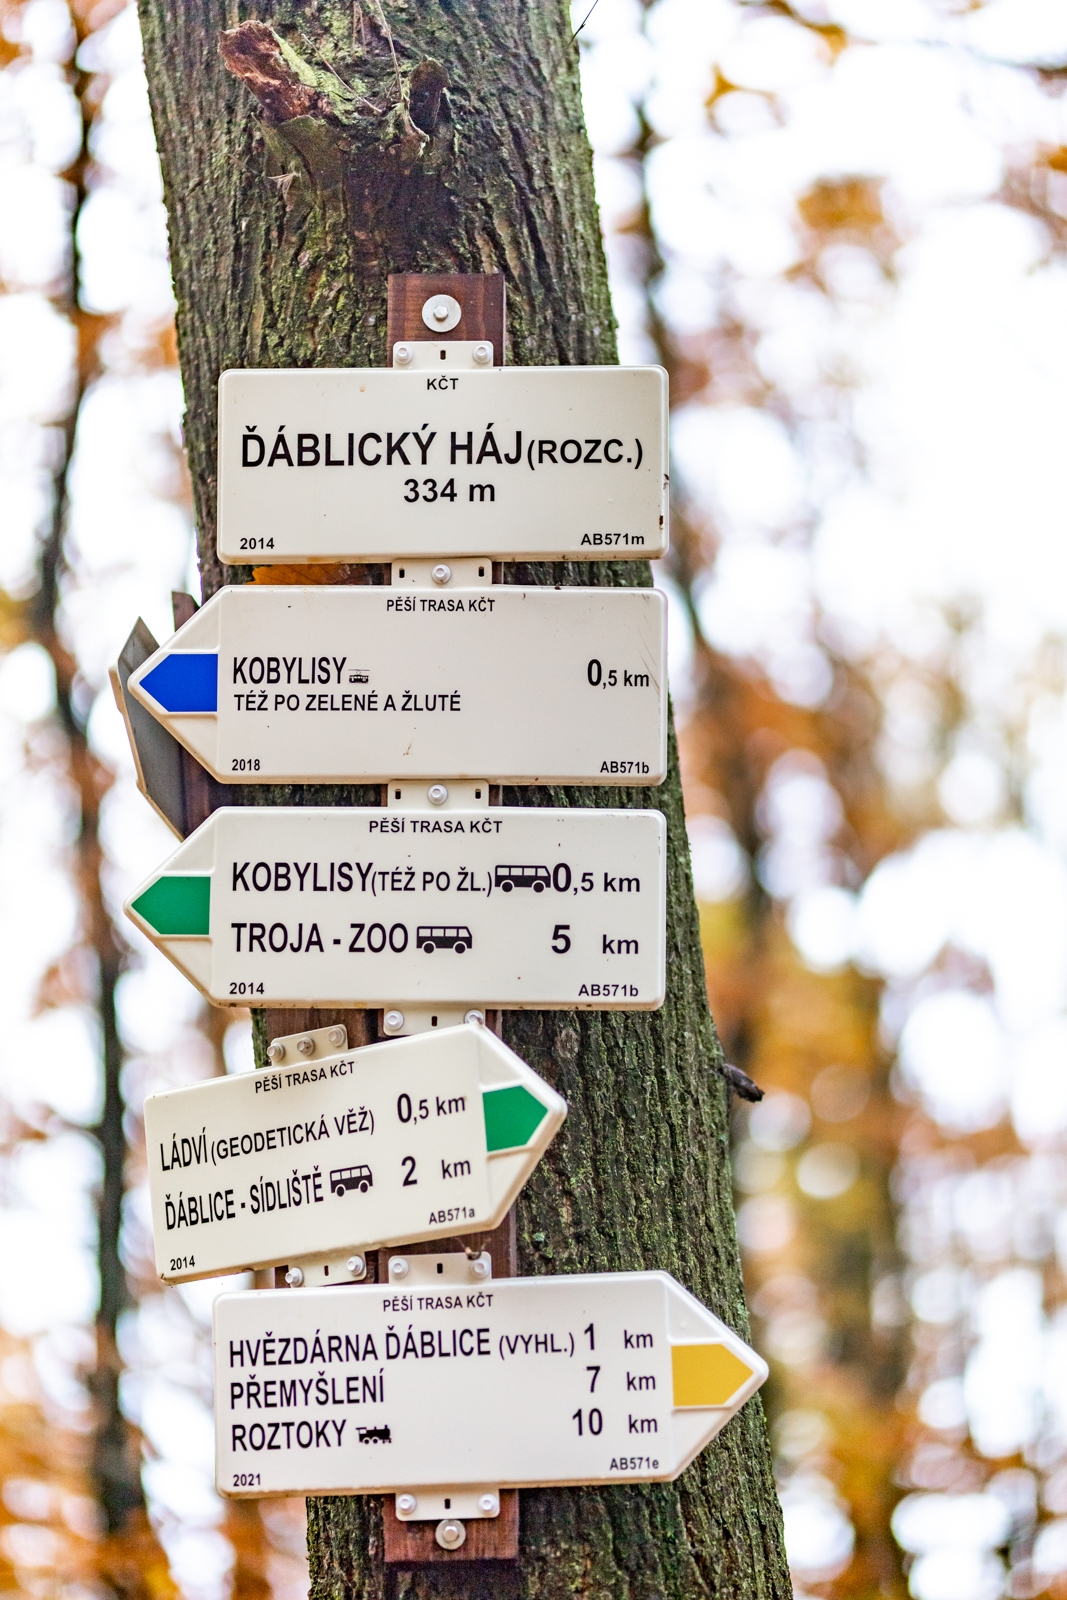 KČT
ĎÁBLICKÝ HÁJ (ROZC.)
334 m
2014 AB571m
PĚŠÍ TRASA KČT
KOBYLISY 0,5 km
TÉŽ PO ZELENÉ A ŽLUTÉ
2018 AB571b
PĚŠÍ TRASA KČT
KOBYLISY (TÉŽ PO ŽL.) 0,5 km
TROJA - ZOO 5 km
2014 AB571b
PĚŠÍ TRASA KČT
LÁDVÍ (GEODETICKÁ VĚŽ) 0,5 km
ĎÁBLICE - SÍDLIŠTĚ 2 km
2014 AB571a
PĚŠÍ TRASA KČT
HVĚZDÁRNA ĎÁBLICE (VYHL.) 1 km
PŘEMYŠLENÍ 7 km
ROZTOKY 10 km
2021 AB571e